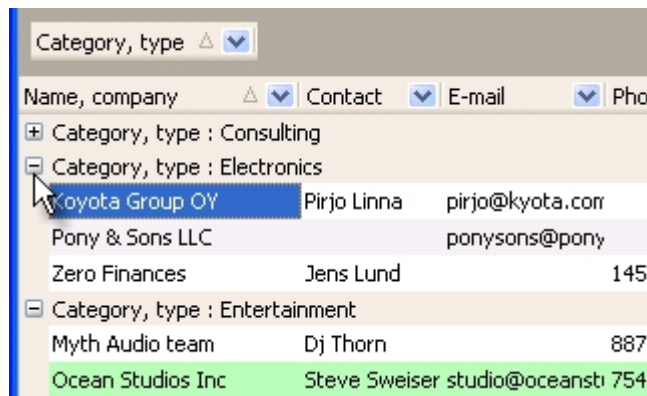 Category, type
Name, company Contact E-mail Pho
Category, type : Consulting
Category, type : Electronics
Koyota Group OY Pirjo Linna pirjo@kyota.com
Pony & Sons LLC ponysons@pony
Zero Finances Jens Lund 145
Category, type : Entertainment
Myth Audio team Dj Thorn 887
Ocean Studios Inc Steve Sweiser studio@oceansti 754